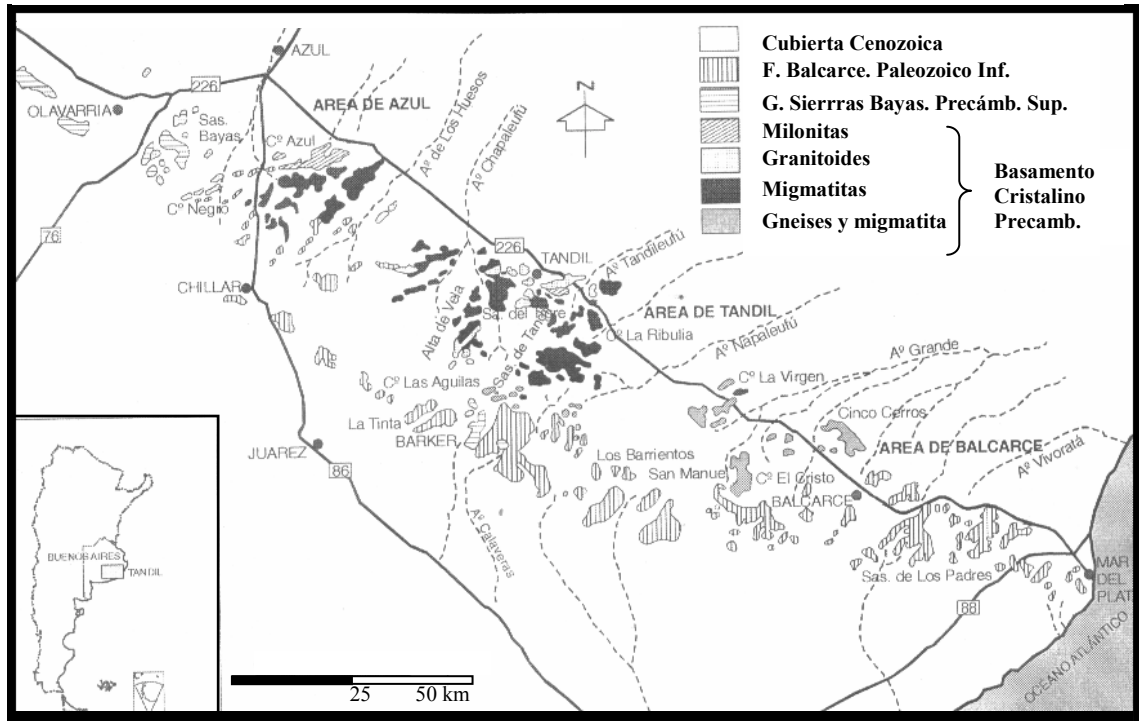 AZUL
226
OLAVARRIA
AREA DE AZUL
Sas.
Bayas
Cº Azul
Aº de Los Huesos
Aº Chapaleufú
Cº Negro
76
CHILLAR
226
TANDIL
Aº Tandileufú
Alta de Vela
Sa. del Tigre
Sas. de Tandil
AREA DE TANDIL
Cº La Ribulia
Aº Napaleufú
Aº Grande
Cº Las Aguilas
Cº La Virgen
Cinco Cerros
La Tinta
BARKER
JUAREZ
86
Los Barrientos
San Manuel
Cº El Cristo
BALCARCE
AREA DE BALCARCE
Aº Vivoratá
Aº Calaveras
Sas. de Los Padres
88
MAR
DEL
PLAT
OCÉANO ATLÁNTICO
N
Cubierta Cenozoica
F. Balcarce. Paleozoico Inf.
G. Sierrras Bayas. Precámb. Sup.
Milonitas
Granitoides
Migmatitas
Gneises y migmatita
Basamento
Cristalino
Precamb.
BUENOS AIRES
TANDIL
25 50 km